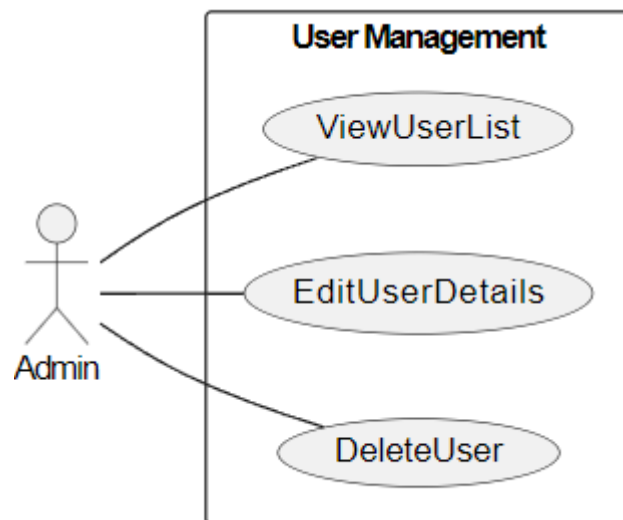 User Management
ViewUserList
EditUserDetails
Admin
DeleteUser